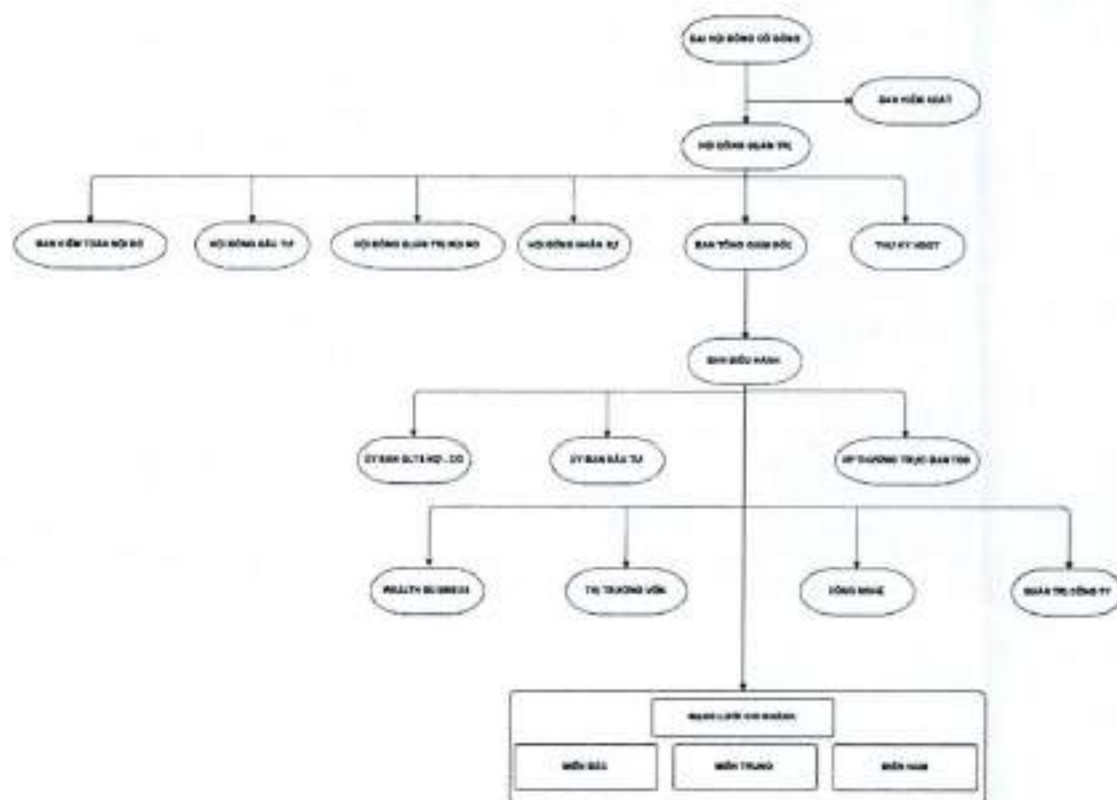 ĐẠI HỘI ĐỒNG CỔ ĐÔNG
BAN KIỂM SOÁT
HỘI ĐỒNG QUẢN TRỊ
BAN KIỂM TOÁN NỘI BỘ
HỘI ĐỒNG ĐẦU TƯ
HỘI ĐỒNG QUẢN TRỊ RỦI RO
HỘI ĐỒNG NHÂN SỰ
BAN TỔNG GIÁM ĐỐC
THƯ KÝ HĐQT
BAN ĐIỀU HÀNH
ỦY BAN
ỦY BAN ĐẦU TƯ
THƯỜNG TRỰC BAN TGĐ
WEALTH BUSINESS
THỊ TRƯỜNG VỐN
CÔNG NGHỆ
QUẢN TRỊ CÔNG TY
MẠNG LƯỚI CHI NHÁNH
MIỀN BẮC
MIỀN TRUNG
MIỀN NAM